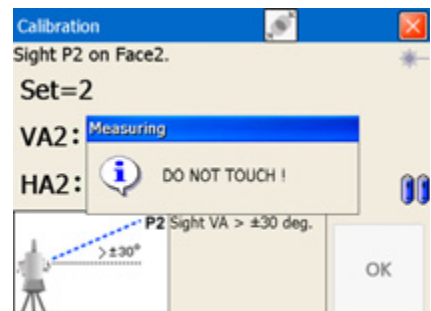 Calibration
Sight P2 on Face2.
Set=2
VA2:
Measuring
DO NOT TOUCH !
HA2:
P2
Sight VA > ±30 deg.
>±30°
OK